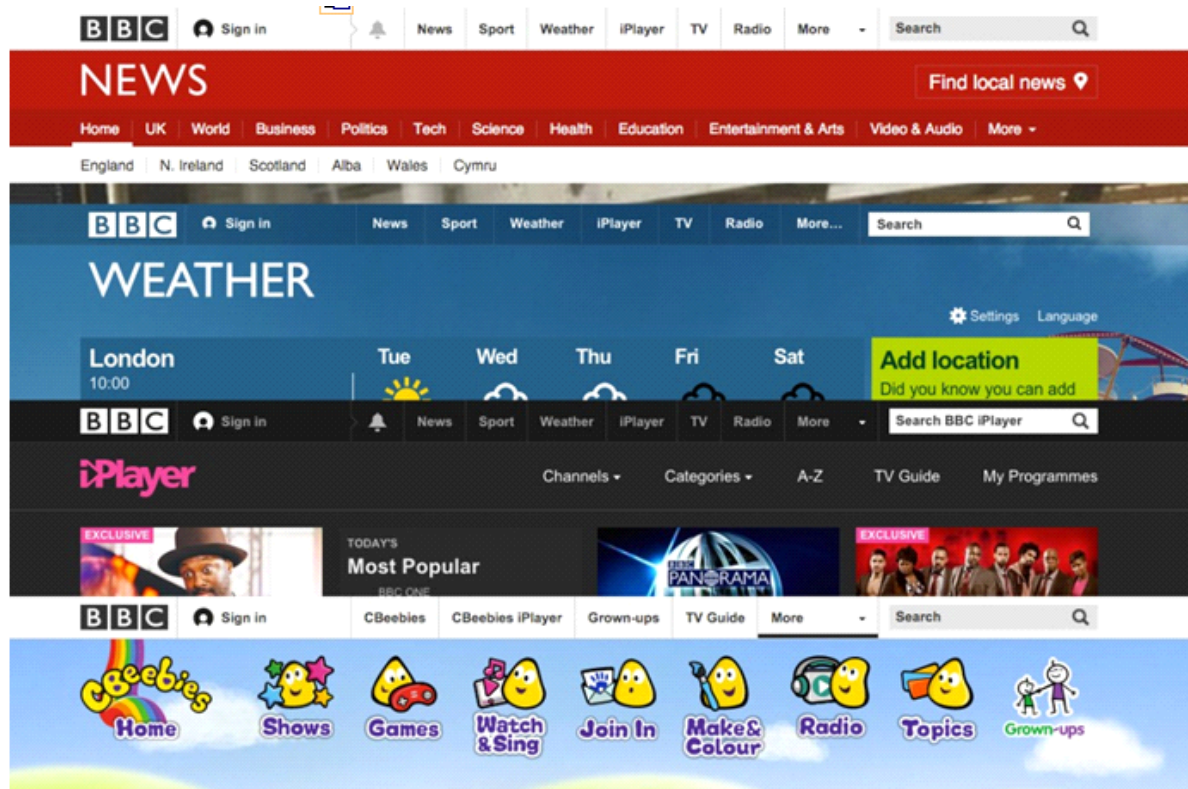 BBC Sign in News Sport Weather iPlayer TV Radio More Search
NEWS
Find local news
Home UK World Business Politics Tech Science Health Education Entertainment & Arts Video & Audio More
England N. Ireland Scotland Alba Wales Cymru
BBC Sign in News Sport Weather iPlayer TV Radio More... Search
WEATHER
Settings Language
London Tue Wed Thu Fri Sat Add location
10:00 Did you know you can add
BBC Sign in News Sport Weather iPlayer TV Radio More Search BBC iPlayer
iPlayer Channels Categories A-Z TV Guide My Programmes
EXCLUSIVE TODAY'S EXCLUSIVE
Most Popular
BBC PANORAMA
BBC ONE
BBC Sign in CBeebies CBeebies iPlayer Grown-ups TV Guide More Search
CBeebies
Home Shows Games Watch & Sing Join In Make & Colour Radio Topics Grown-ups